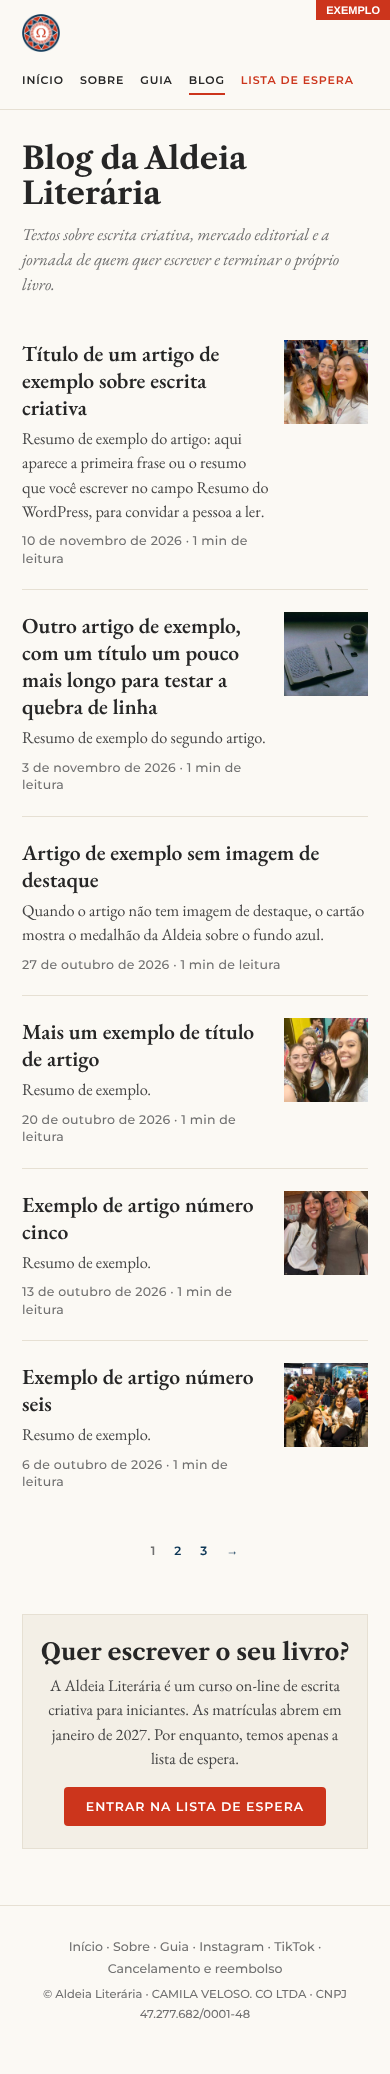 EXEMPLO
INÍCIO SOBRE GUIA BLOG LISTA DE ESPERA
Blog da Aldeia
Literária
Textos sobre escrita criativa, mercado editorial e a
jornada de quem quer escrever e terminar o próprio
livro.
Título de um artigo de
exemplo sobre escrita
criativa
Resumo de exemplo do artigo: aqui
aparece a primeira frase ou o resumo
que você escrever no campo Resumo do
WordPress, para convidar a pessoa a ler.
10 de novembro de 2026 · 1 min de
leitura
Outro artigo de exemplo,
com um título um pouco
mais longo para testar a
quebra de linha
Resumo de exemplo do segundo artigo.
3 de novembro de 2026 · 1 min de
leitura
Artigo de exemplo sem imagem de
destaque
Quando o artigo não tem imagem de destaque, o cartão
mostra o medalhão da Aldeia sobre o fundo azul.
27 de outubro de 2026 · 1 min de leitura
Mais um exemplo de título
de artigo
Resumo de exemplo.
20 de outubro de 2026 · 1 min de
leitura
Exemplo de artigo número
cinco
Resumo de exemplo.
13 de outubro de 2026 · 1 min de
leitura
Exemplo de artigo número
seis
Resumo de exemplo.
6 de outubro de 2026 · 1 min de
leitura
1 2 3 →
Quer escrever o seu livro?
A Aldeia Literária é um curso on-line de escrita
criativa para iniciantes. As matrículas abrem em
janeiro de 2027. Por enquanto, temos apenas a
lista de espera.
ENTRAR NA LISTA DE ESPERA
Início · Sobre · Guia · Instagram · TikTok ·
Cancelamento e reembolso
© Aldeia Literária · CAMILA VELOSO. CO LTDA · CNPJ
47.277.682/0001-48